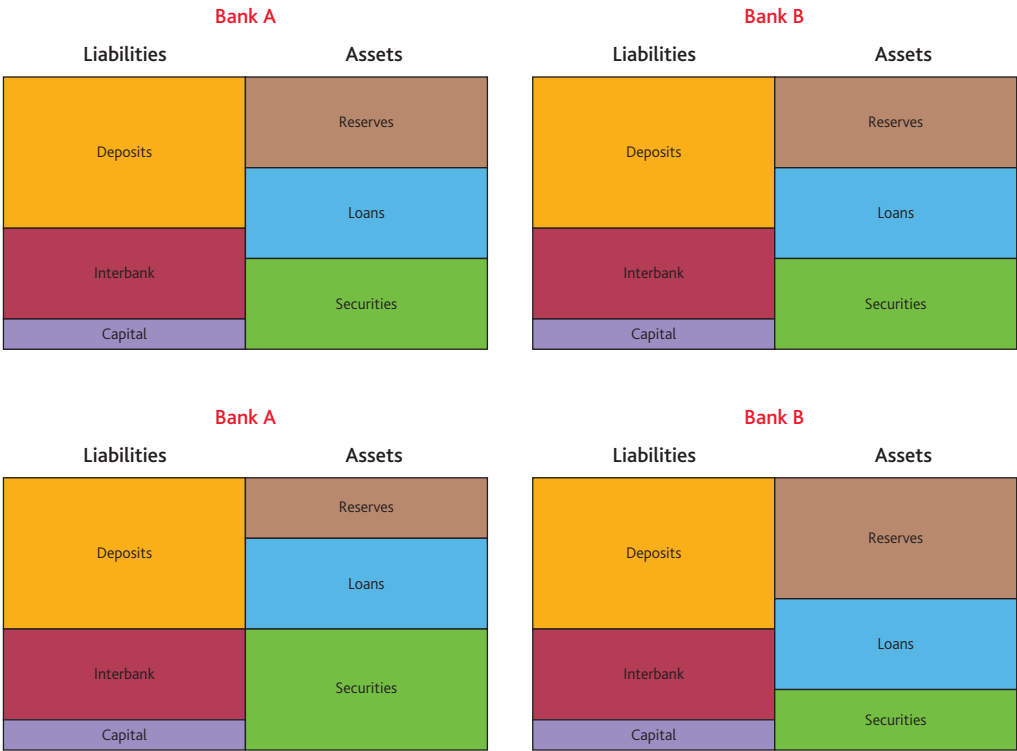 Bank A
Liabilities Assets
Deposits
Reserves
Loans
Interbank
Securities
Capital
Bank B
Liabilities Assets
Deposits
Reserves
Loans
Interbank
Securities
Capital
Bank A
Liabilities Assets
Deposits
Reserves
Loans
Interbank
Securities
Capital
Bank B
Liabilities Assets
Deposits
Reserves
Loans
Interbank
Securities
Capital